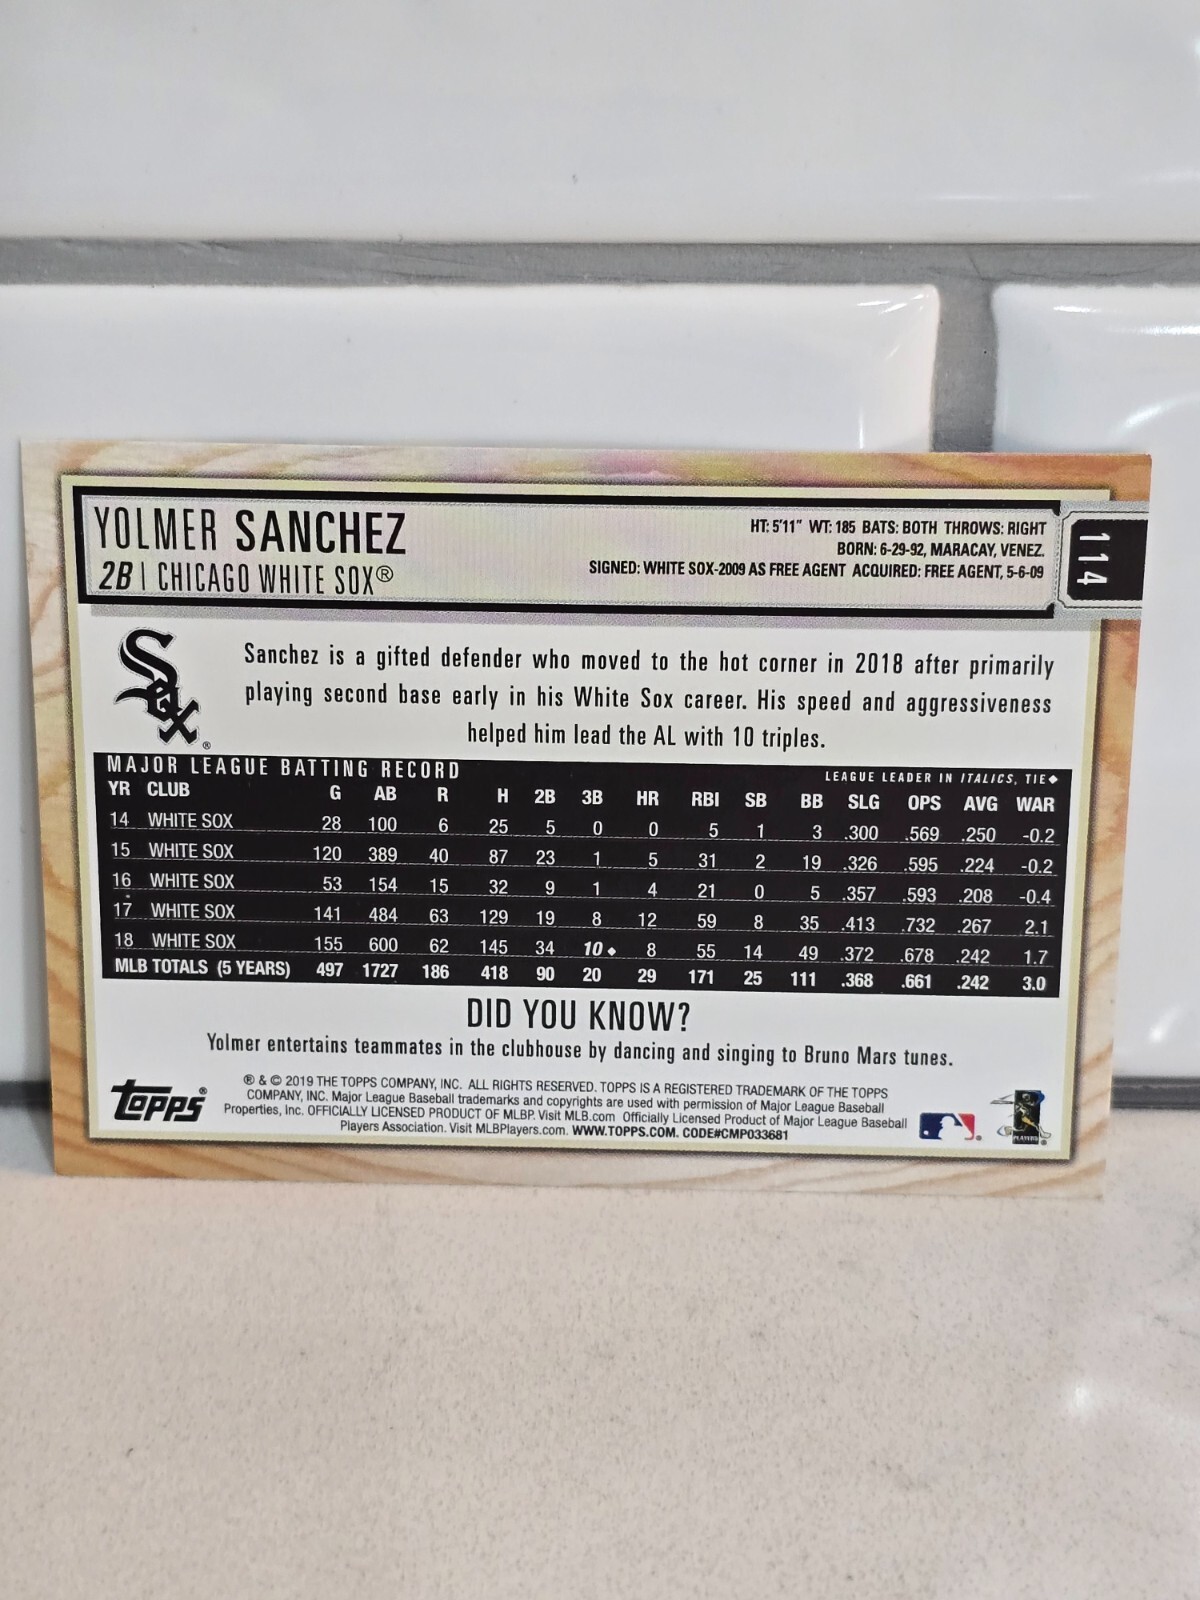 YOLMER SANCHEZ
2B | CHICAGO WHITE SOX®
HT: 5'11" WT: 185 BATS: BOTH THROWS: RIGHT
BORN: 6-29-92, MARACAY, VENEZ.
SIGNED: WHITE SOX-2009 AS FREE AGENT ACQUIRED: FREE AGENT, 5-6-09
114
Sox
®
Sanchez is a gifted defender who moved to the hot corner in 2018 after primarily
playing second base early in his White Sox career. His speed and aggressiveness
helped him lead the AL with 10 triples.
MAJOR LEAGUE BATTING RECORD LEAGUE LEADER IN ITALICS, TIE◆
YR CLUB G AB R H 2B 3B HR RBI SB BB SLG OPS AVG WAR
14 WHITE SOX 28 100 6 25 5 0 0 5 1 3 .300 .569 .250 -0.2
15 WHITE SOX 120 389 40 87 23 1 5 31 2 19 .326 .595 .224 -0.2
16 WHITE SOX 53 154 15 32 9 1 4 21 0 5 .357 .593 .208 -0.4
17 WHITE SOX 141 484 63 129 19 8 12 59 8 35 .413 .732 .267 2.1
18 WHITE SOX 155 600 62 145 34 10◆ 8 55 14 49 .372 .678 .242 1.7
MLB TOTALS (5 YEARS) 497 1727 186 418 90 20 29 171 25 111 .368 .661 .242 3.0
DID YOU KNOW?
Yolmer entertains teammates in the clubhouse by dancing and singing to Bruno Mars tunes.
Topps®
® & © 2019 THE TOPPS COMPANY, INC. ALL RIGHTS RESERVED. TOPPS IS A REGISTERED TRADEMARK OF THE TOPPS
COMPANY, INC. Major League Baseball trademarks and copyrights are used with permission of Major League Baseball
Properties, Inc. OFFICIALLY LICENSED PRODUCT OF MLBP. Visit MLB.com Officially Licensed Product of Major League Baseball
Players Association. Visit MLBPlayers.com. WWW.TOPPS.COM. CODE#CMP033681
PLAYERS